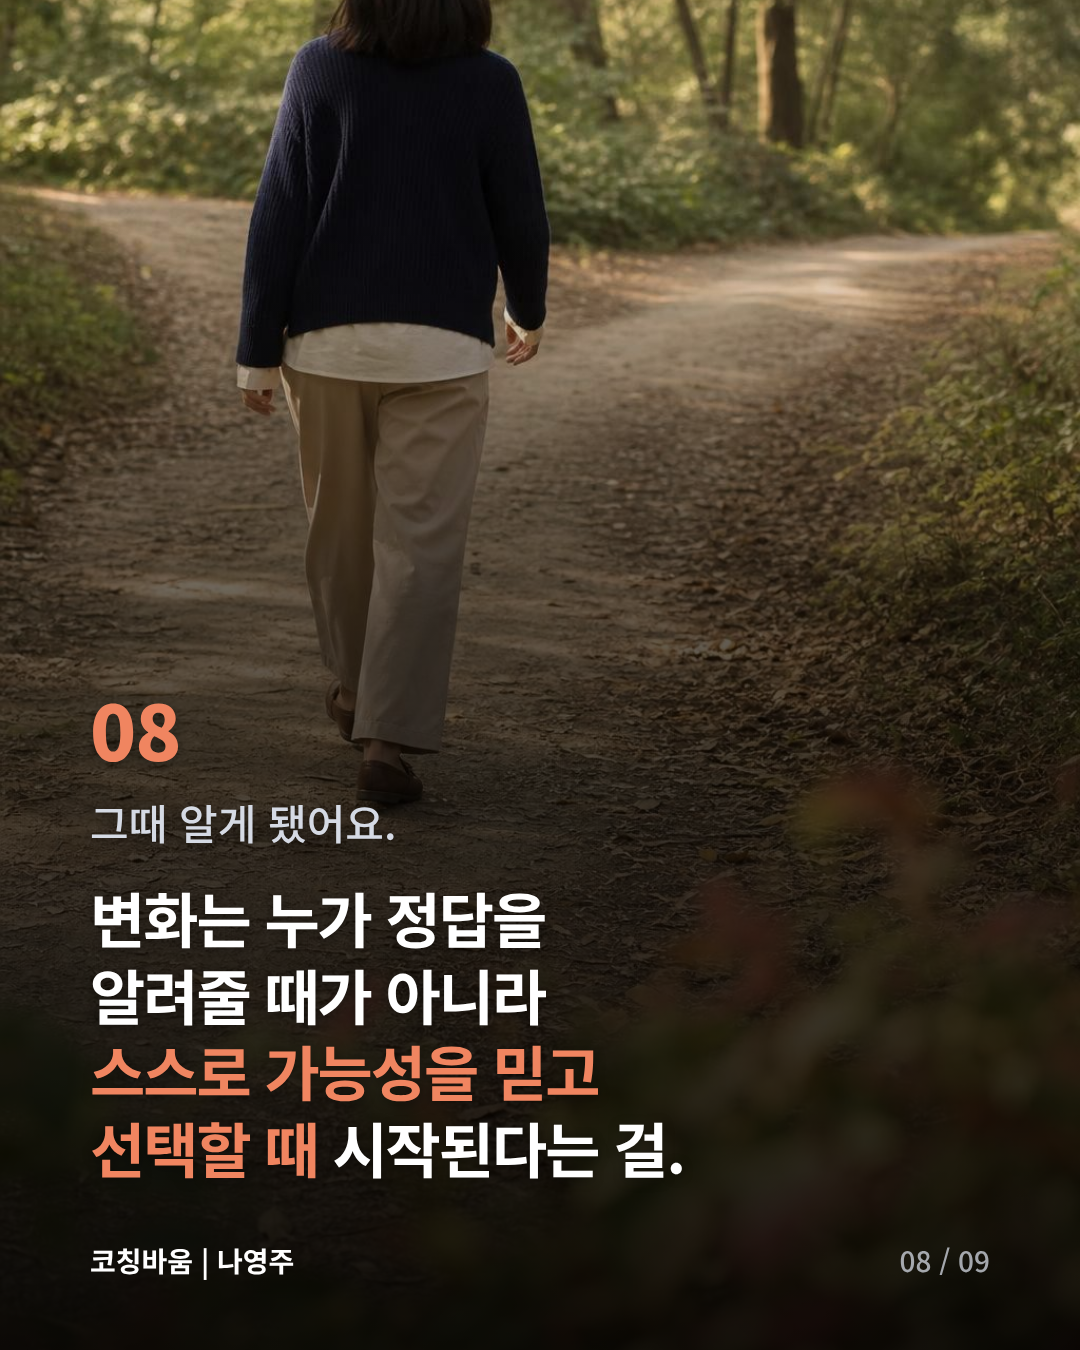 08
그때 알게 됐어요.
변화는 누가 정답을
알려줄 때가 아니라
스스로 가능성을 믿고
선택할 때 시작된다는 걸.
코칭바움 | 나영주
08 / 09